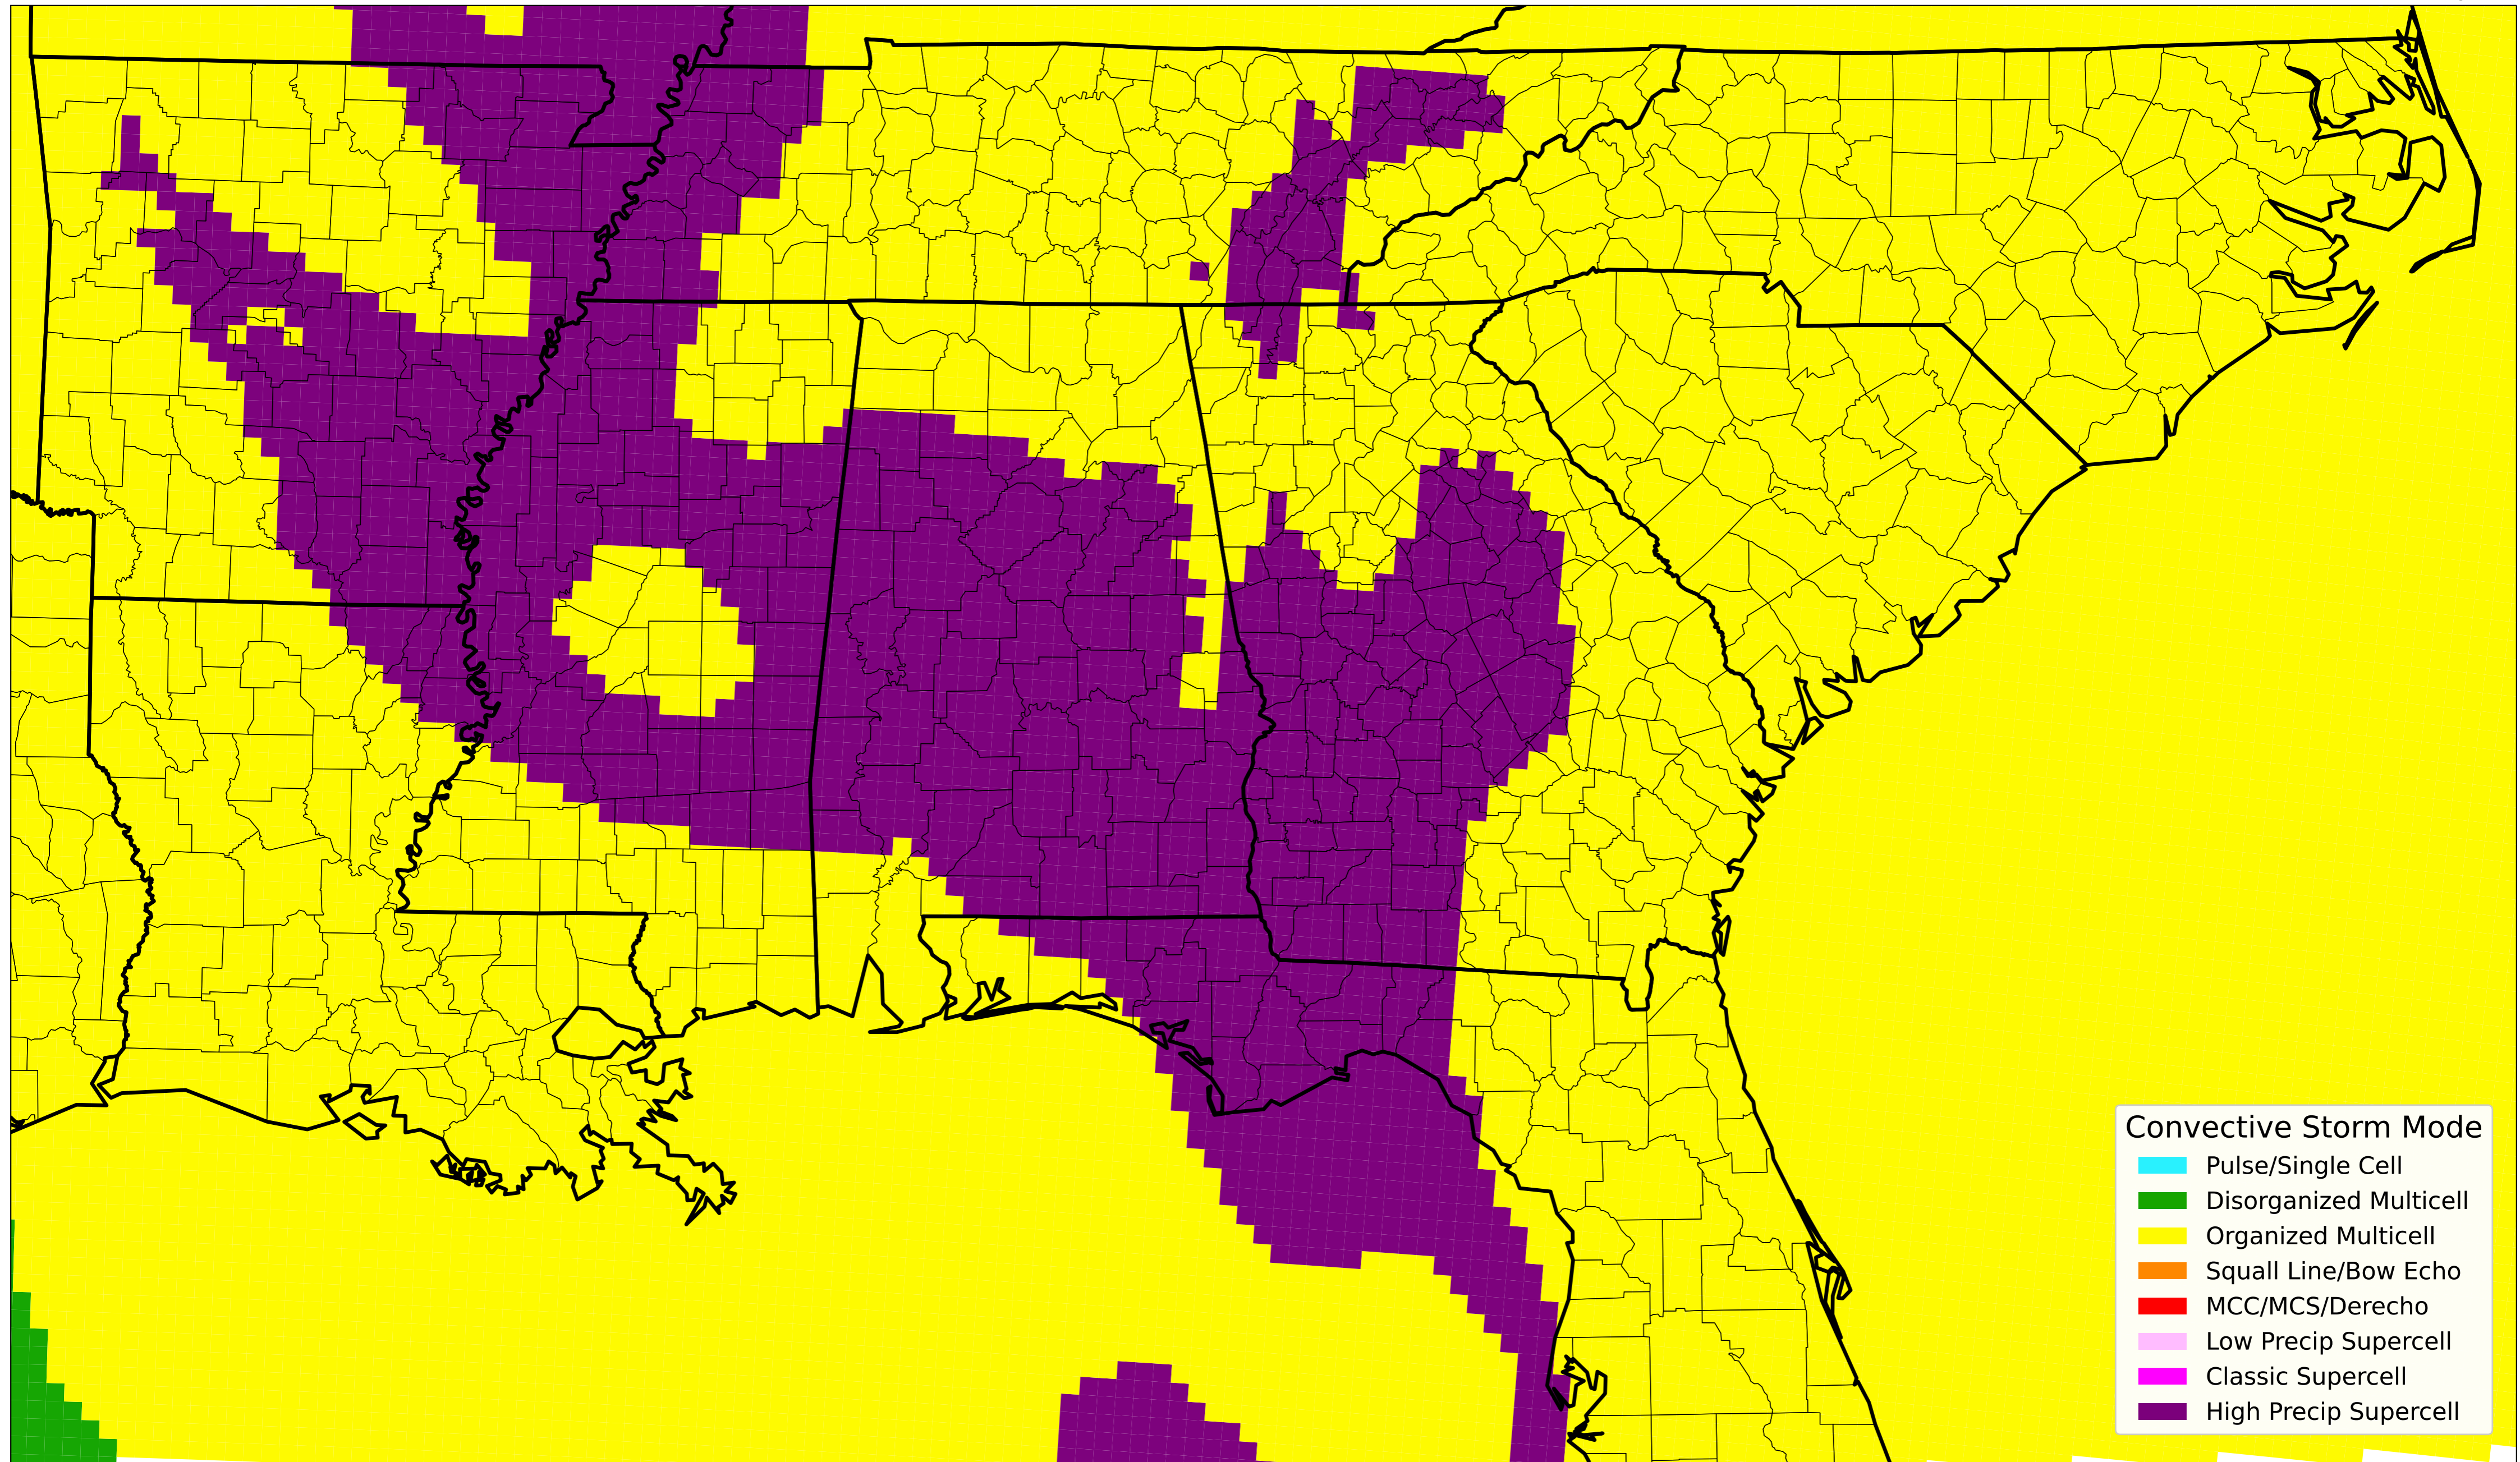 Convective Storm Mode
Pulse/Single Cell
Disorganized Multicell
Organized Multicell
Squall Line/Bow Echo
MCC/MCS/Derecho
Low Precip Supercell
Classic Supercell
High Precip Supercell